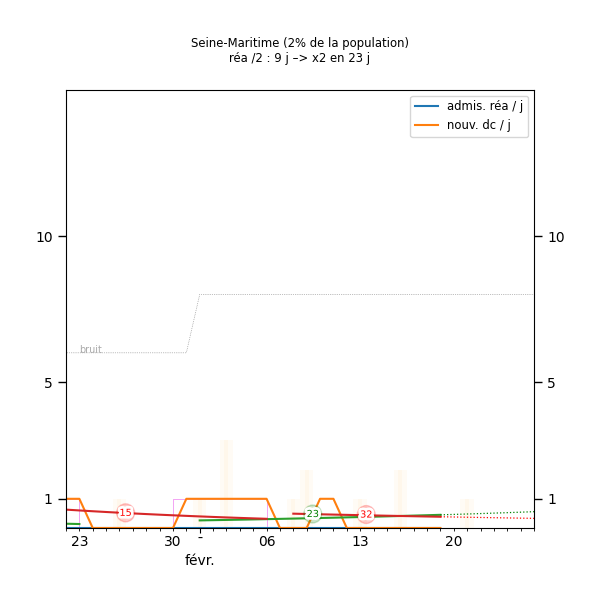 Seine-Maritime (2% de la population)
réa /2 : 9 j –> x2 en 23 j
admis. réa / j
nouv. dc / j
10 10
bruit
5 5
1 1
15 23 32
23 30 - 06 13 20
févr.